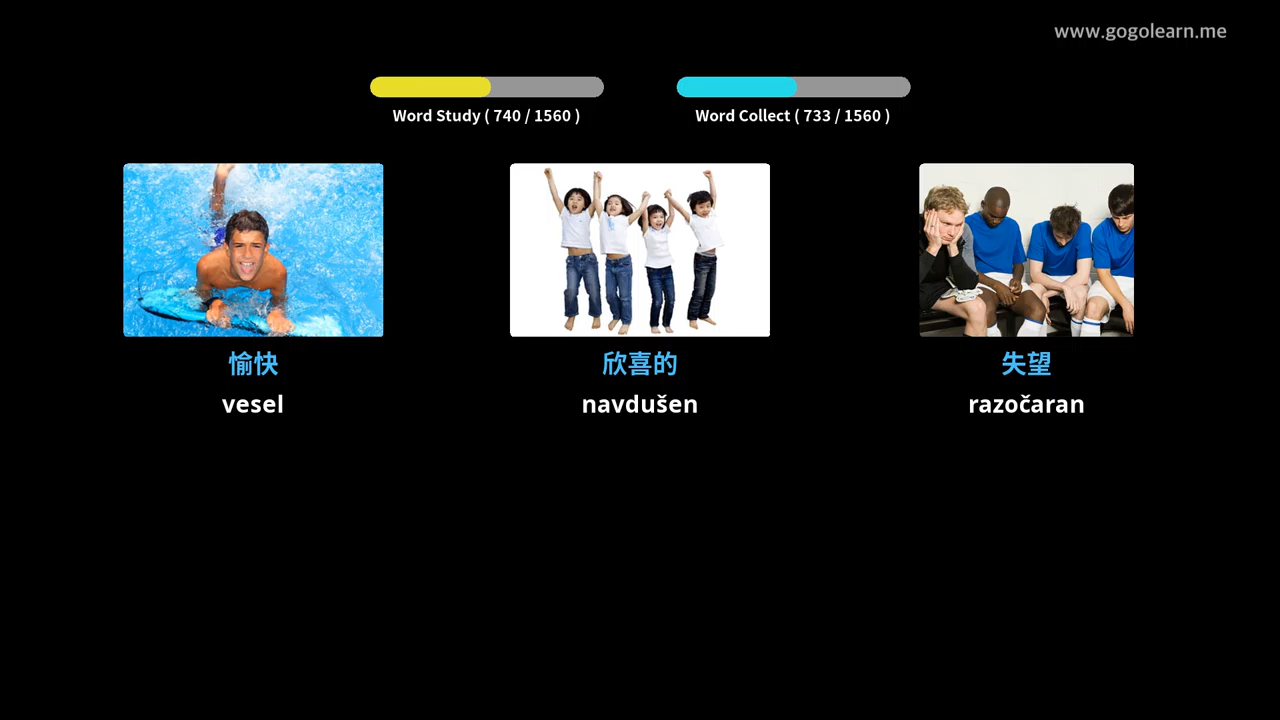 www.gogolearn.me
Word Study ( 740 / 1560 )
Word Collect ( 733 / 1560 )
愉快
欣喜的
失望
vesel
navdušen
razočaran